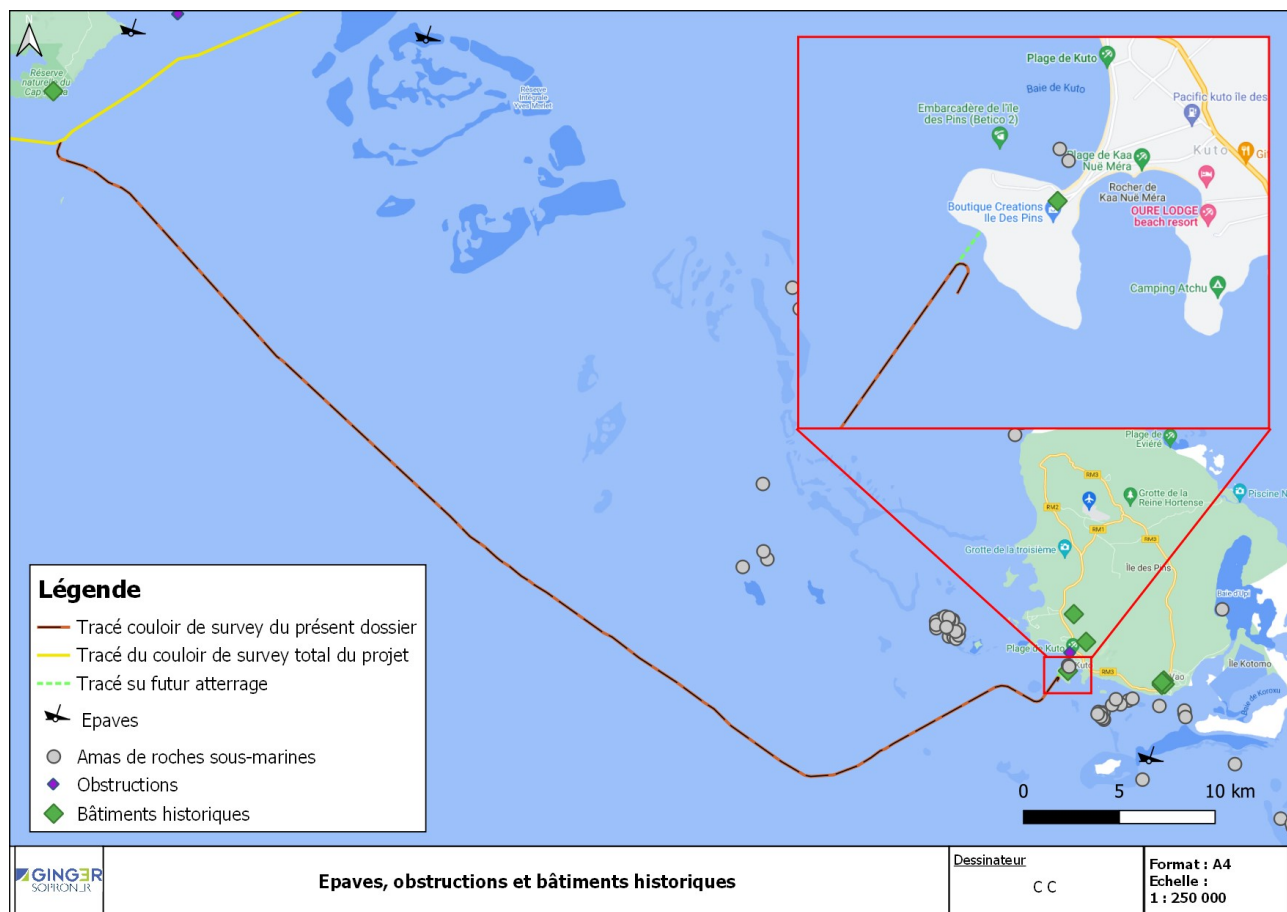 N
Réserve
naturelle du
Réserve
Intégrale
Yves Merlet
Plage de Kuto
Baie de Kuto
Embarcadère de l'île
des Pins (Betico 2)
Pacific kuto île des
Plage de Kaa
Nuë Méra
Kuto
Rocher de
Kaa Nuë Méra
Boutique Creations
Ile Des Pins
OURE LODGE
beach resort
Camping Atchu
Plage de
RM3
Grotte de la
Reine Hortense
Piscine N
RM2
RM1
RM3
Grotte de la troisième
Île des Pins
Baie d'Upi
Plage de Kuto
Kuto
RM3
Vao
Île Kotomo
Baie de Koroxu
Légende
Tracé couloir de survey du présent dossier
Tracé du couloir de survey total du projet
Tracé su futur atterrage
Epaves
Amas de roches sous-marines
Obstructions
Bâtiments historiques
0 5 10 km
GINGER
SOPRONER
Epaves, obstructions et bâtiments historiques
Dessinateur
C C
Format : A4
Echelle :
1 : 250 000